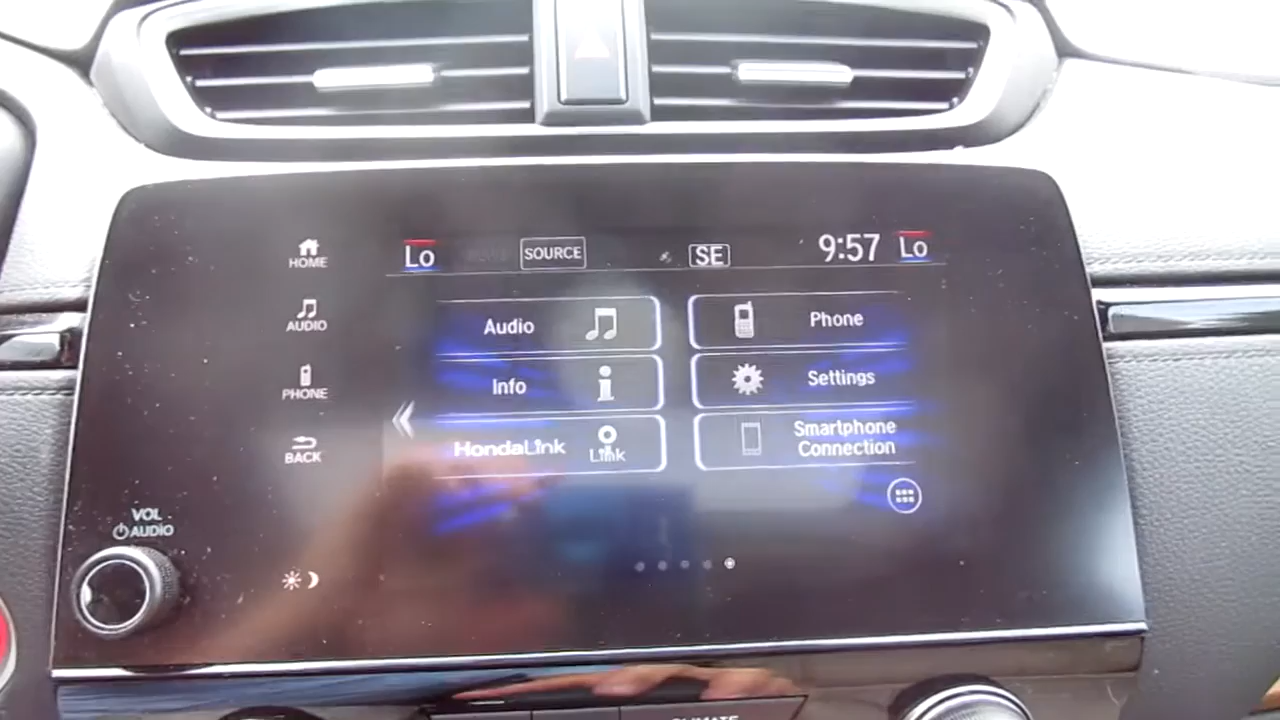 Lo
SOURCE
SE
9:57
Lo
HOME
AUDIO
PHONE
BACK
Audio
Phone
Info
Settings
HondaLink
Link
Smartphone
Connection
VOL
AUDIO
CLIMATE